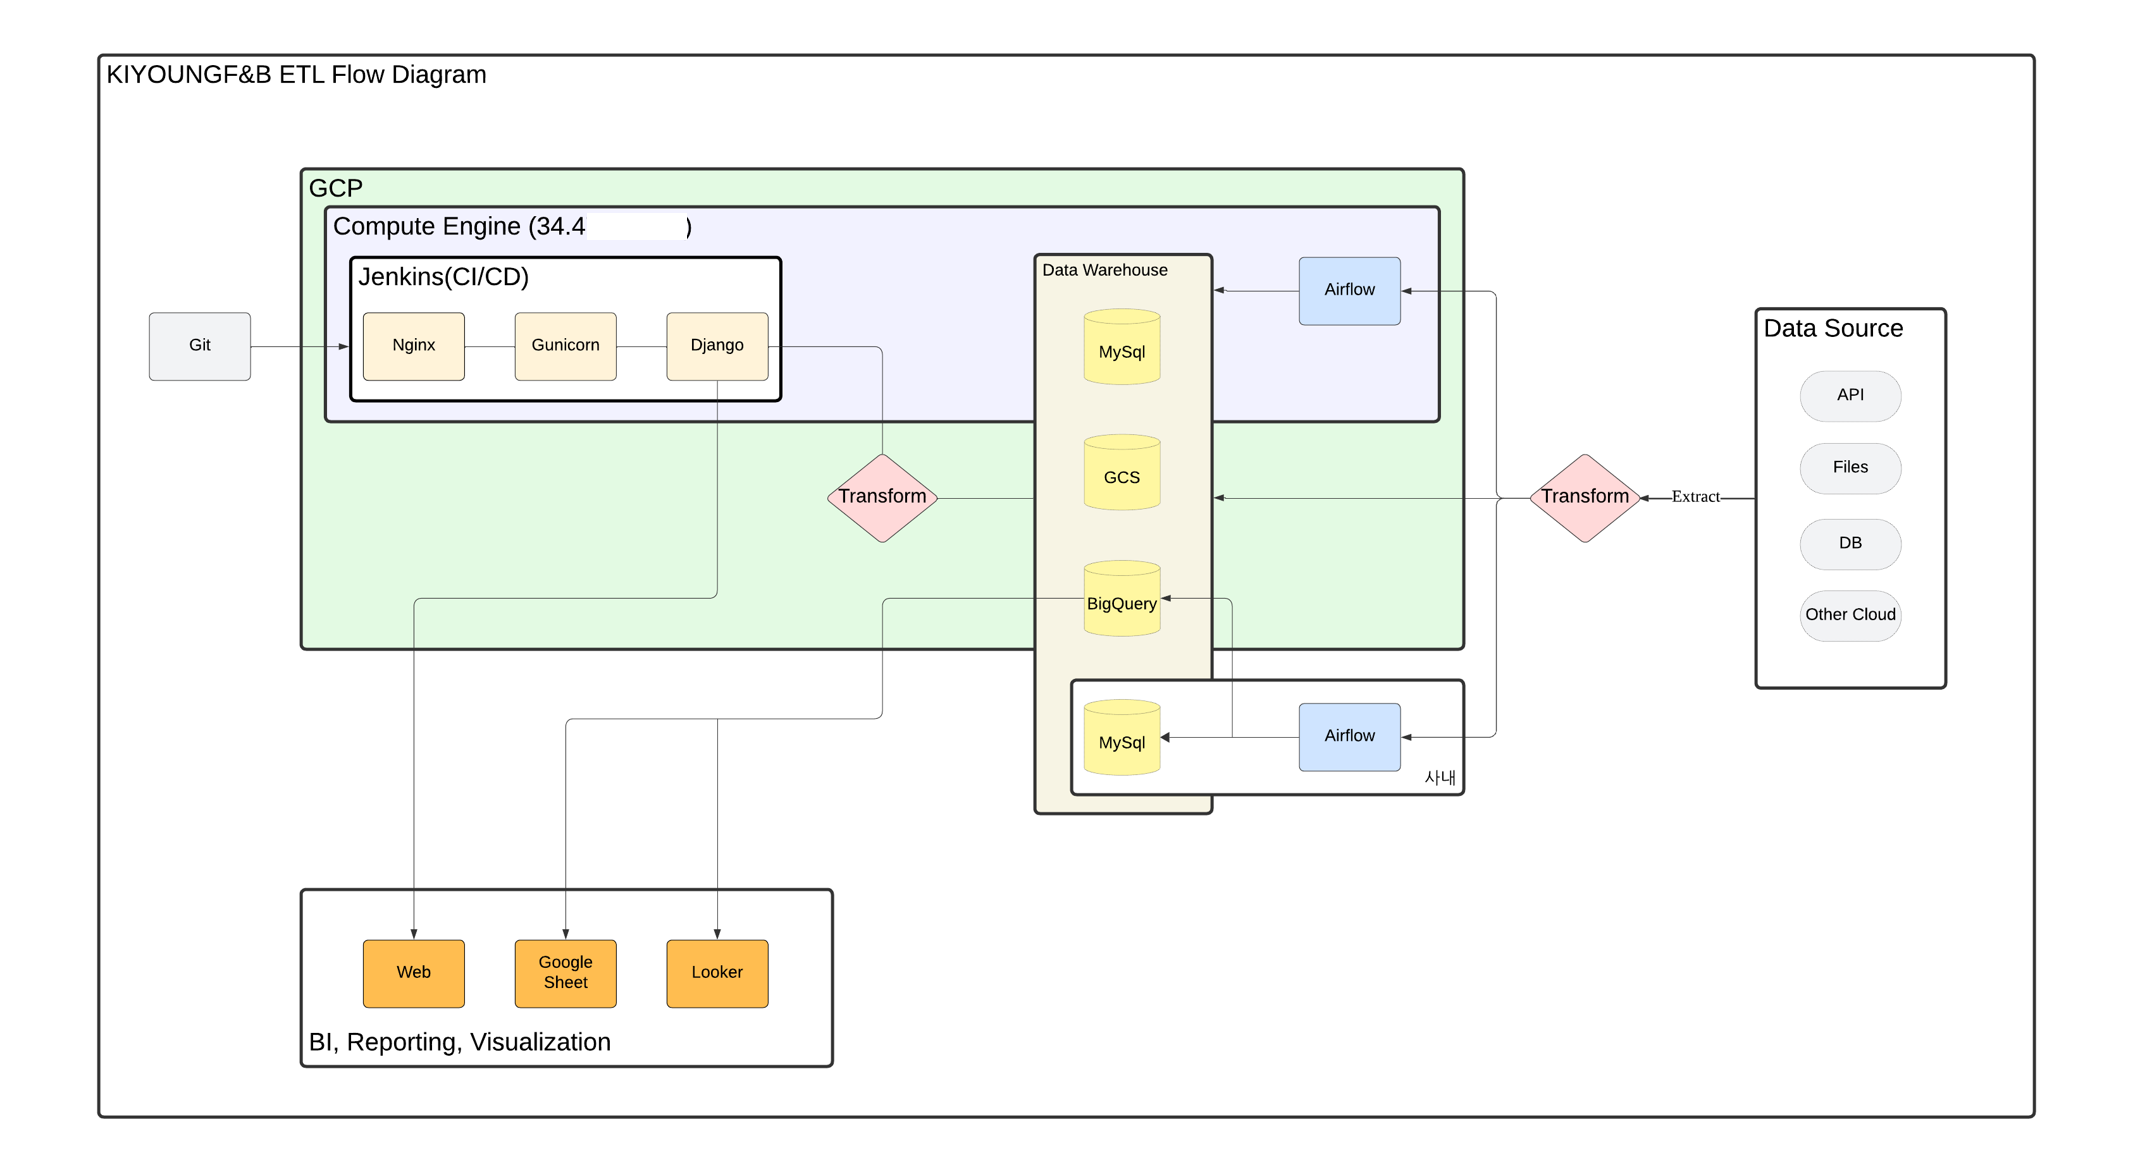 KIYOUNGF&B ETL Flow Diagram
GCP
Compute Engine (34.4 )
Jenkins(CI/CD)
Git
Nginx
Gunicorn
Django
Data Warehouse
MySql
GCS
BigQuery
MySql
Airflow
Airflow
사내
Transform
Transform
Extract
Data Source
API
Files
DB
Other Cloud
Web
Google
Sheet
Looker
BI, Reporting, Visualization